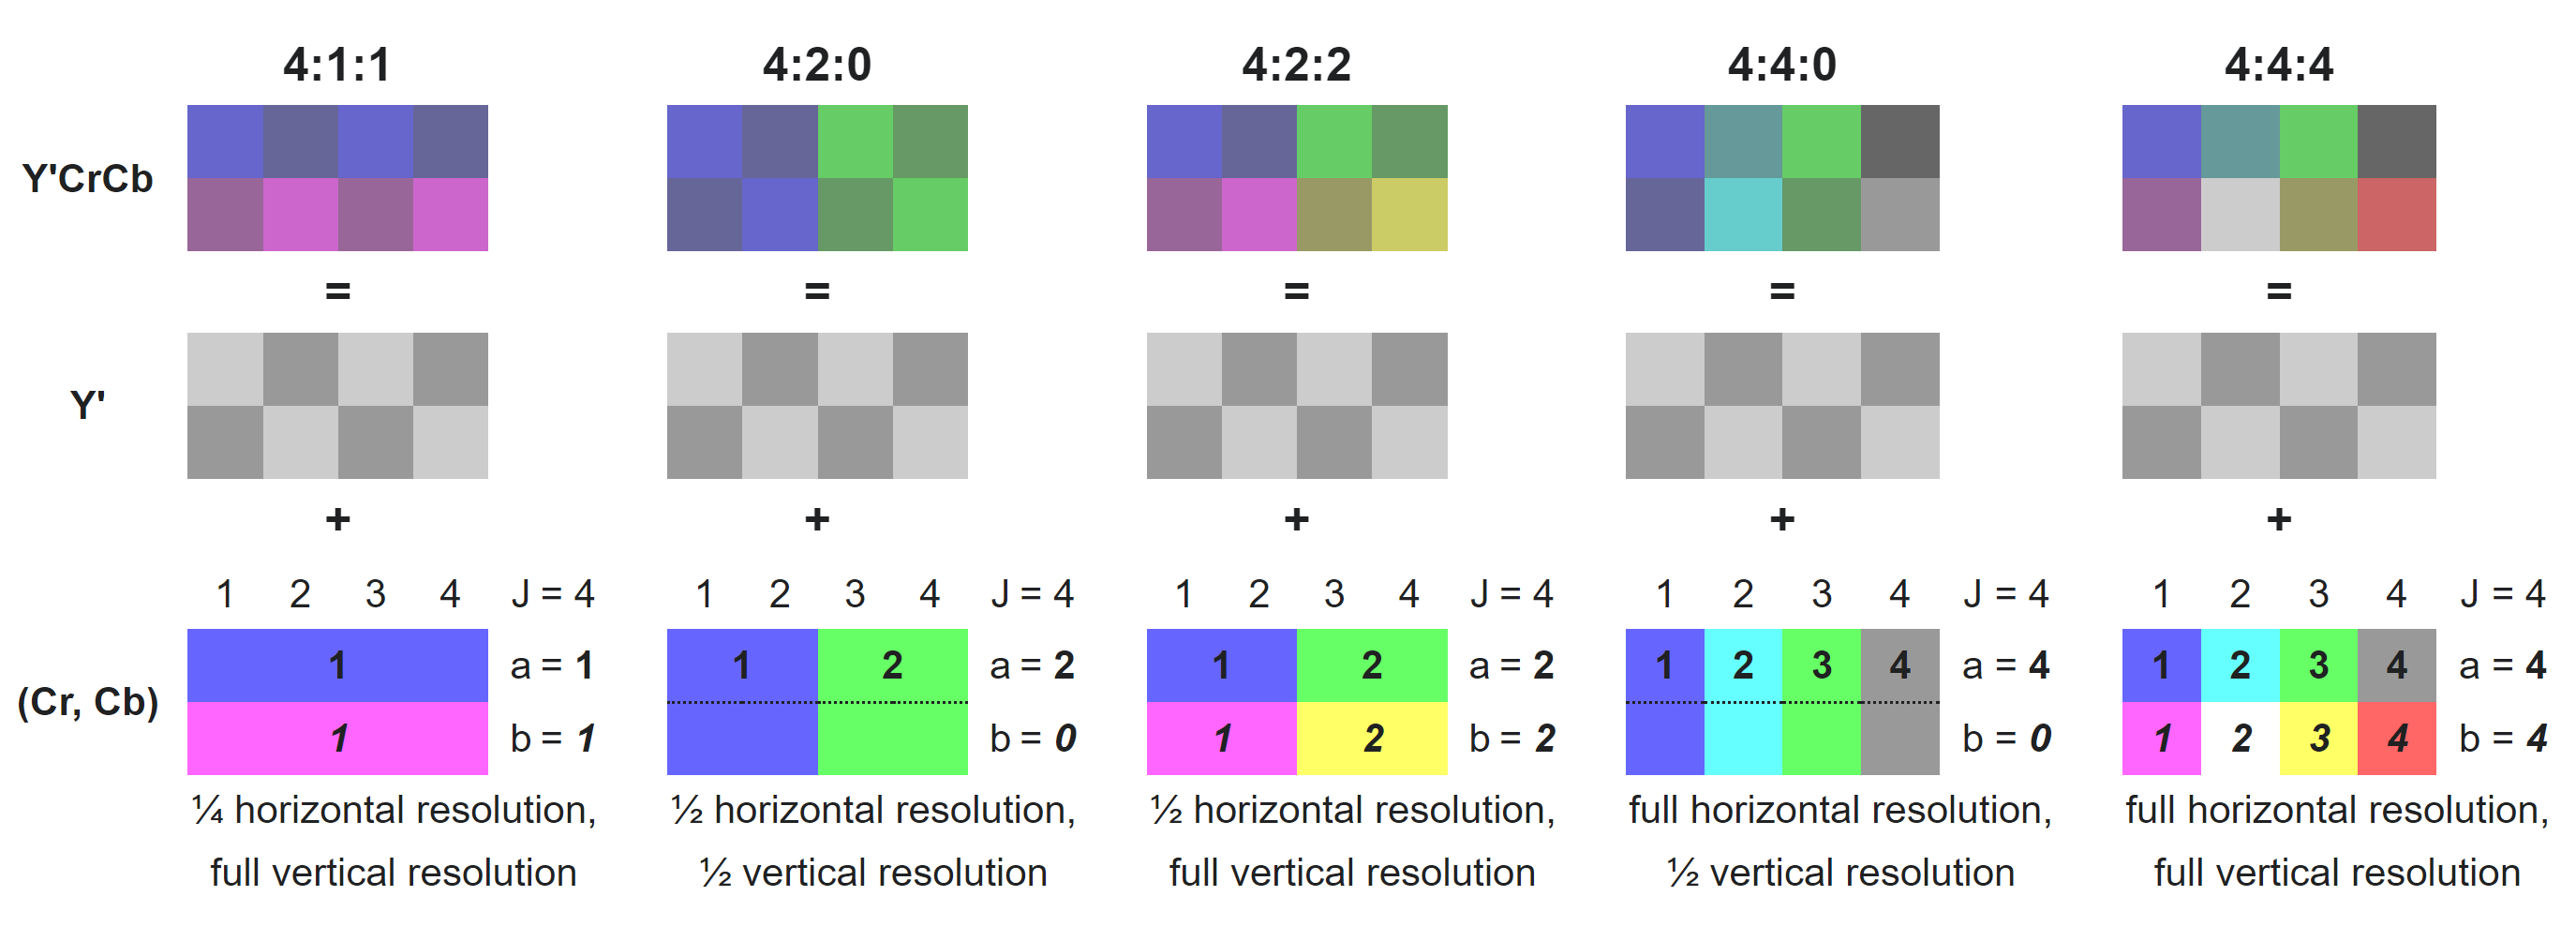 4:1:1 4:2:0 4:2:2 4:4:0 4:4:4
Y'CrCb
= = = = =
Y'
+ + + + +
1 2 3 4 J = 4 1 2 3 4 J = 4 1 2 3 4 J = 4 1 2 3 4 J = 4 1 2 3 4 J = 4
1 a = 1 1 2 a = 2 1 2 a = 2 1 2 3 4 a = 4 1 2 3 4 a = 4
(Cr, Cb)
1 b = 1 b = 0 1 2 b = 2 b = 0 1 2 3 4 b = 4
¼ horizontal resolution, ½ horizontal resolution, ½ horizontal resolution, full horizontal resolution, full horizontal resolution,
full vertical resolution ½ vertical resolution full vertical resolution ½ vertical resolution full vertical resolution